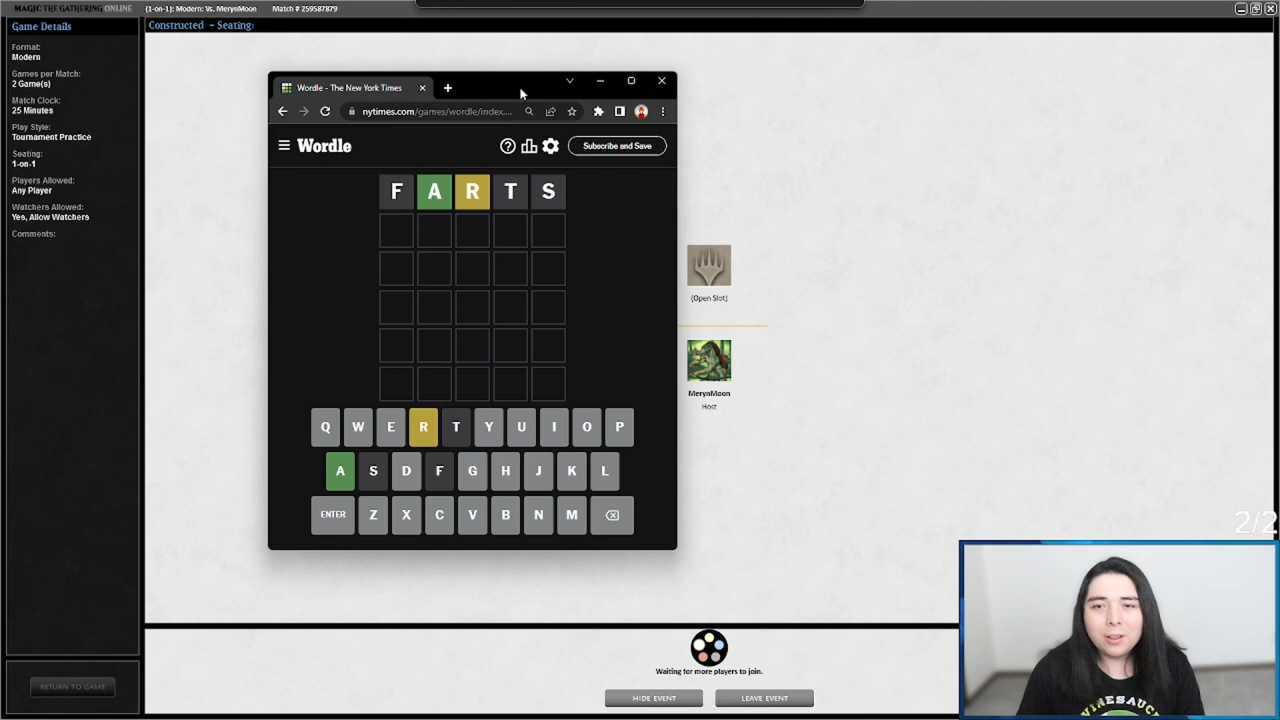 MAGIC THE GATHERING ONLINE
(1-on-1): Modern: Vs. MerynMoon
Match # 259587879
Game Details
Constructed - Seating:
Format:
Modern
Games per Match:
2 Game(s)
Match Clock:
25 Minutes
Play Style:
Tournament Practice
Seating:
1-on-1
Players Allowed:
Any Player
Watchers Allowed:
Yes, Allow Watchers
Comments:
Wordle - The New York Times
nytimes.com/games/wordle/index....
Wordle
Subscribe and Save
F A R T S
Q W E R T Y U I O P
A S D F G H J K L
ENTER Z X C V B N M
(Open Slot)
MerynMoon
Host
2/2
Waiting for more players to join.
RETURN TO GAME
HIDE EVENT
LEAVE EVENT